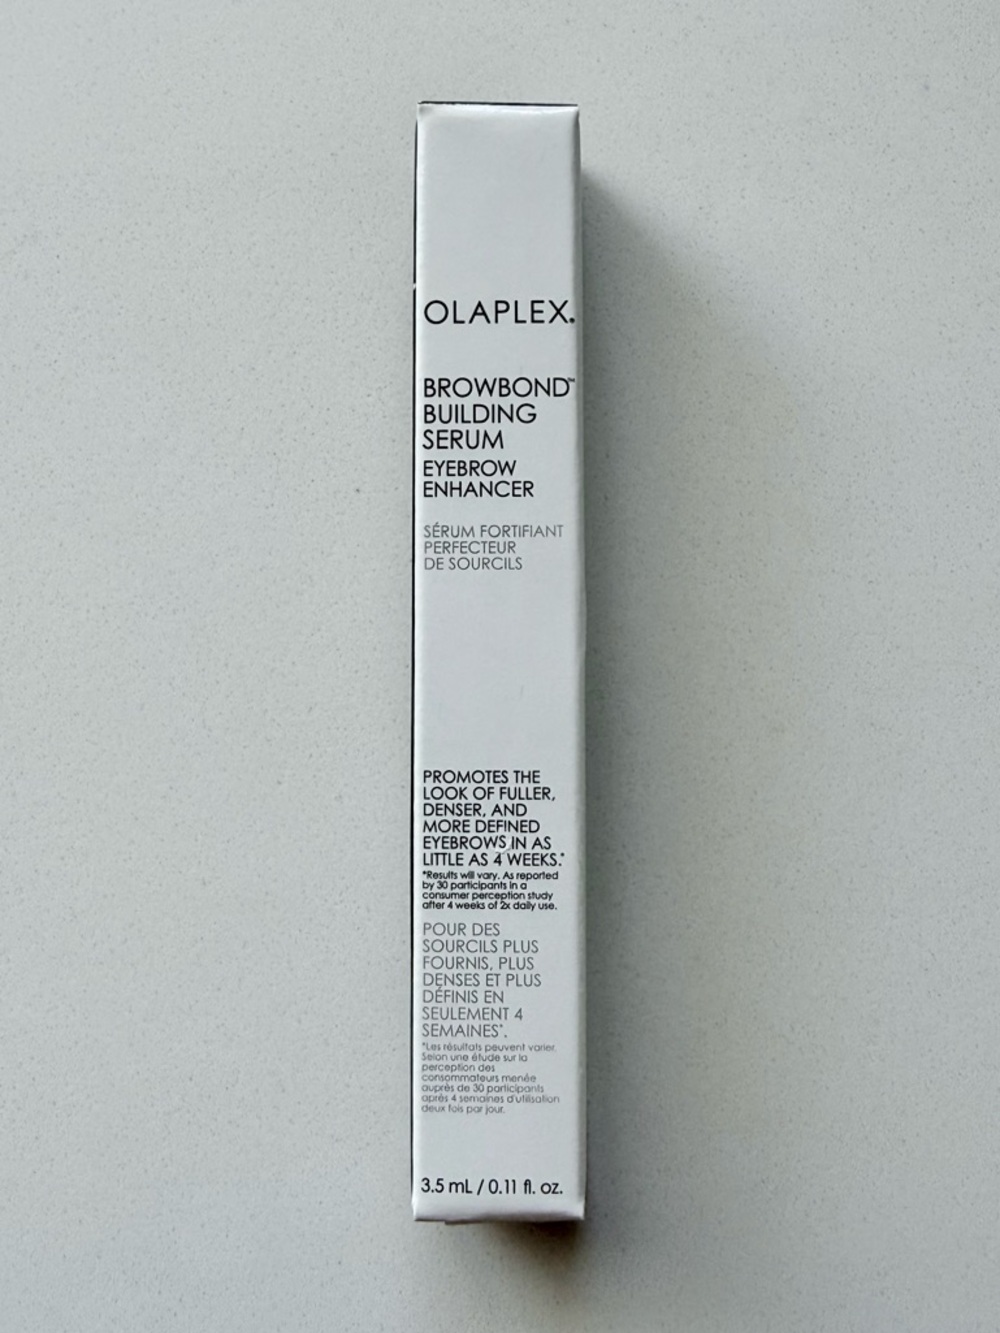 OLAPLEX.
BROWBOND™
BUILDING
SERUM
EYEBROW
ENHANCER
SÉRUM FORTIFIANT
PERFECTEUR
DE SOURCILS
PROMOTES THE
LOOK OF FULLER,
DENSER, AND
MORE DEFINED
EYEBROWS IN AS
LITTLE AS 4 WEEKS.*
*Results will vary. As reported
by 30 participants in a
consumer perception study
after 4 weeks of 2x daily use.
POUR DES
SOURCILS PLUS
FOURNIS, PLUS
DENSES ET PLUS
DÉFINIS EN
SEULEMENT 4
SEMAINES*.
*Les résultats peuvent varier.
Selon une étude sur la
perception des
consommateurs menée
auprès de 30 participants
après 4 semaines d'utilisation
deux fois par jour.
3.5 mL / 0.11 fl. oz.